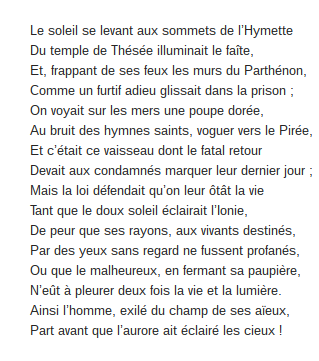 Le soleil se levant aux sommets de l’Hymette
Du temple de Thésée illuminait le faîte,
Et, frappant de ses feux les murs du Parthénon,
Comme un furtif adieu glissait dans la prison ;
On voyait sur les mers une poupe dorée,
Au bruit des hymnes saints, voguer vers le Pirée,
Et c’était ce vaisseau dont le fatal retour
Devait aux condamnés marquer leur dernier jour ;
Mais la loi défendait qu’on leur ôtât la vie
Tant que le doux soleil éclairait l’Ionie,
De peur que ses rayons, aux vivants destinés,
Par des yeux sans regard ne fussent profanés,
Ou que le malheureux, en fermant sa paupière,
N’eût à pleurer deux fois la vie et la lumière.
Ainsi l’homme, exilé du champ de ses aïeux,
Part avant que l’aurore ait éclairé les cieux !